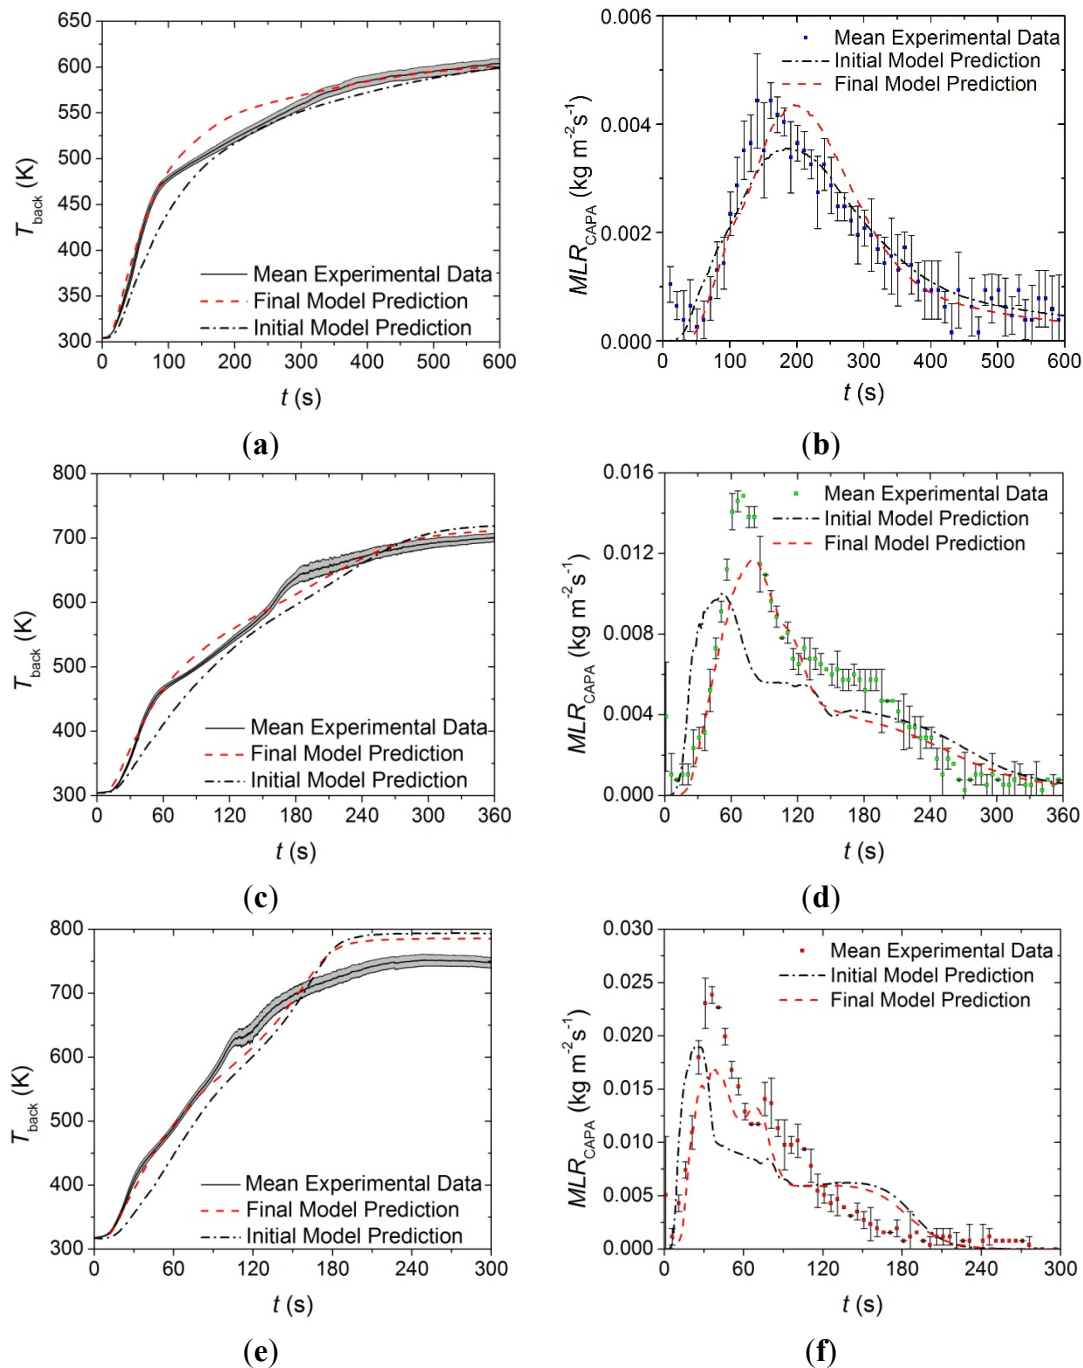 650
600
550
500
450
400
350
300
T_back (K)
Mean Experimental Data
Final Model Prediction
Initial Model Prediction
0 100 200 300 400 500 600
t (s)
(a)
0.006
0.004
0.002
0.000
MLR_CAPA (kg m⁻²s⁻¹)
Mean Experimental Data
Initial Model Prediction
Final Model Prediction
0 100 200 300 400 500 600
t (s)
(b)
800
700
600
500
400
300
T_back (K)
Mean Experimental Data
Final Model Prediction
Initial Model Prediction
0 60 120 180 240 300 360
t (s)
(c)
0.016
0.012
0.008
0.004
0.000
MLR_CAPA (kg m⁻²s⁻¹)
Mean Experimental Data
Initial Model Prediction
Final Model Prediction
0 60 120 180 240 300 360
t (s)
(d)
800
700
600
500
400
300
T_back (K)
Mean Experimental Data
Final Model Prediction
Initial Model Prediction
0 60 120 180 240 300
t (s)
(e)
0.030
0.025
0.020
0.015
0.010
0.005
0.000
MLR_CAPA (kg m⁻²s⁻¹)
Mean Experimental Data
Initial Model Prediction
Final Model Prediction
0 60 120 180 240 300
t (s)
(f)